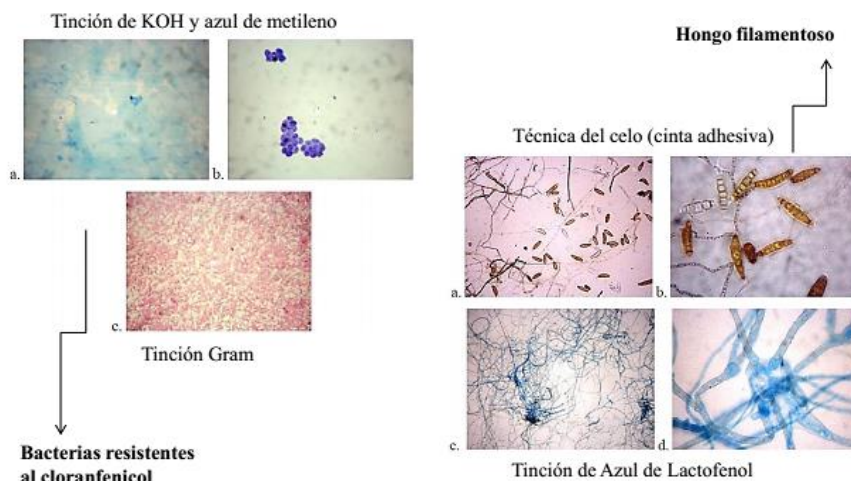 Tinción de KOH y azul de metileno
a.
b.
c.
Tinción Gram
Bacterias resistentes
al cloranfenicol
Hongo filamentoso
Técnica del celo (cinta adhesiva)
a.
b.
c.
d.
Tinción de Azul de Lactofenol